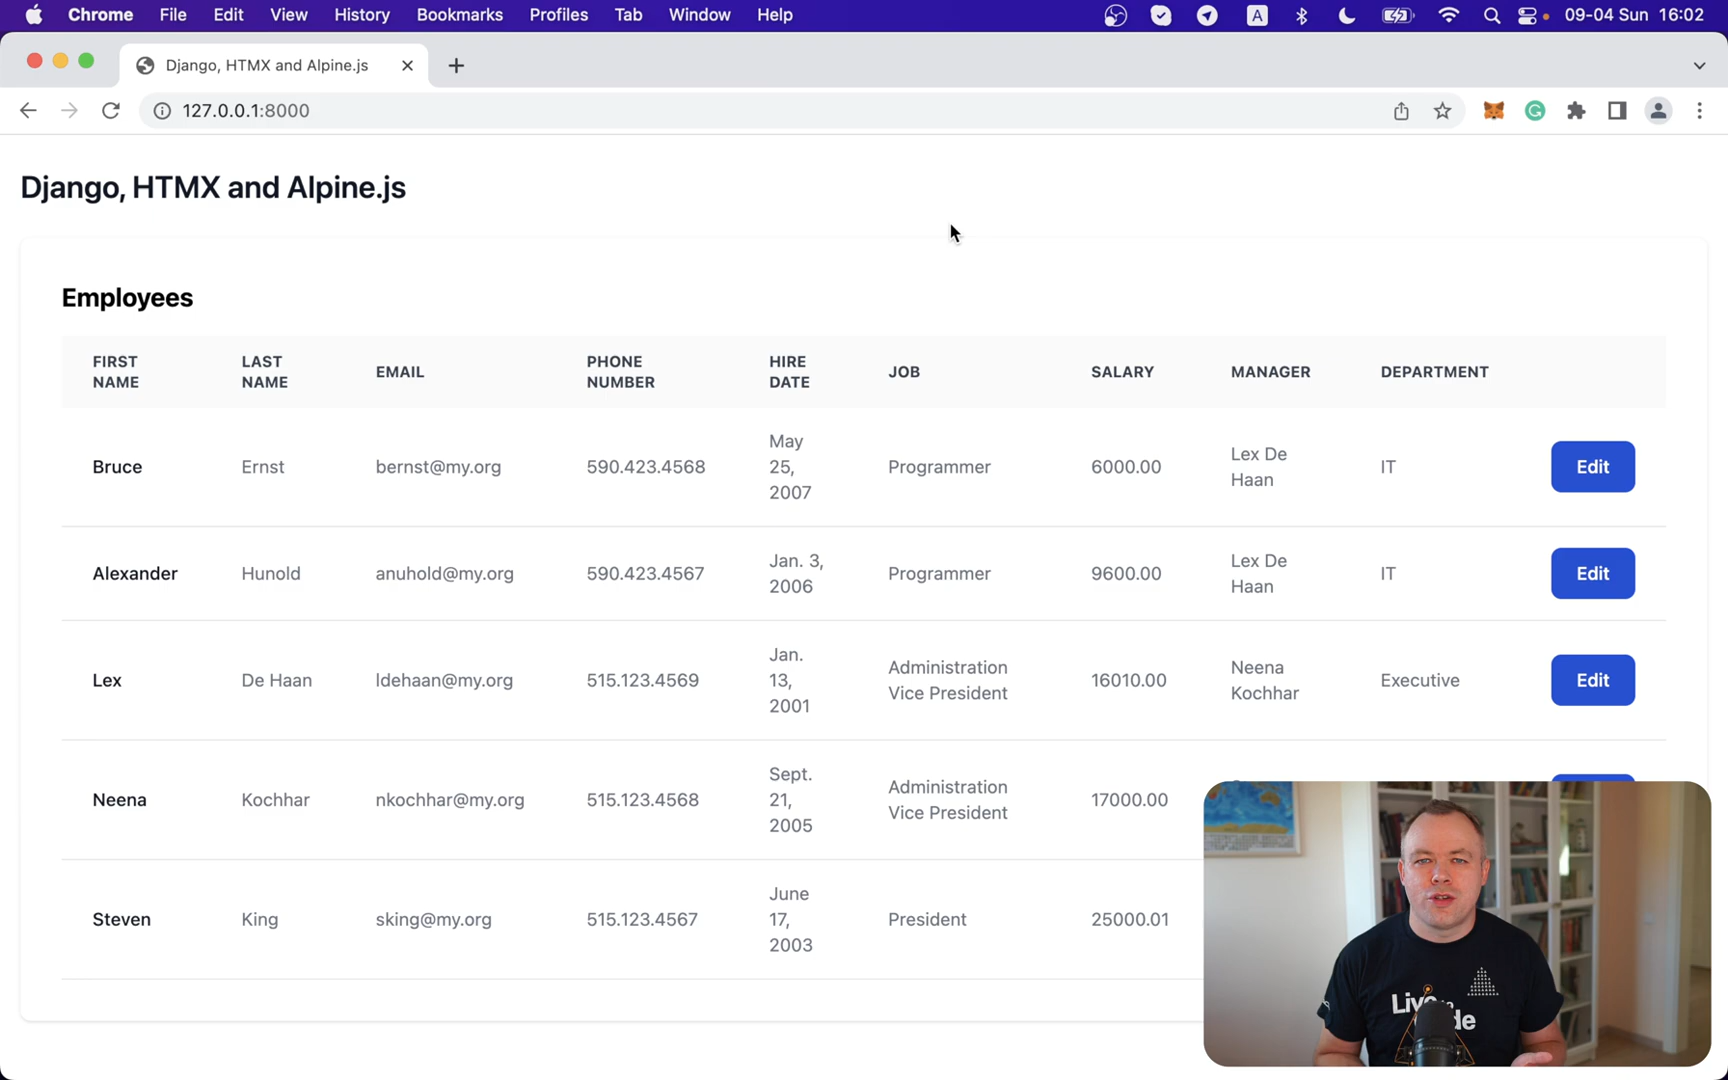 Chrome File Edit View History Bookmarks Profiles Tab Window Help A 09-04 Sun 16:02
Django, HTMX and Alpine.js
127.0.0.1:8000
Django, HTMX and Alpine.js
Employees
FIRST NAME LAST NAME EMAIL PHONE NUMBER HIRE DATE JOB SALARY MANAGER DEPARTMENT
Bruce Ernst bernst@my.org 590.423.4568 May 25, 2007 Programmer 6000.00 Lex De Haan IT Edit
Alexander Hunold anuhold@my.org 590.423.4567 Jan. 3, 2006 Programmer 9600.00 Lex De Haan IT Edit
Lex De Haan ldehaan@my.org 515.123.4569 Jan. 13, 2001 Administration Vice President 16010.00 Neena Kochhar Executive Edit
Neena Kochhar nkochhar@my.org 515.123.4568 Sept. 21, 2005 Administration Vice President 17000.00
Steven King sking@my.org 515.123.4567 June 17, 2003 President 25000.01